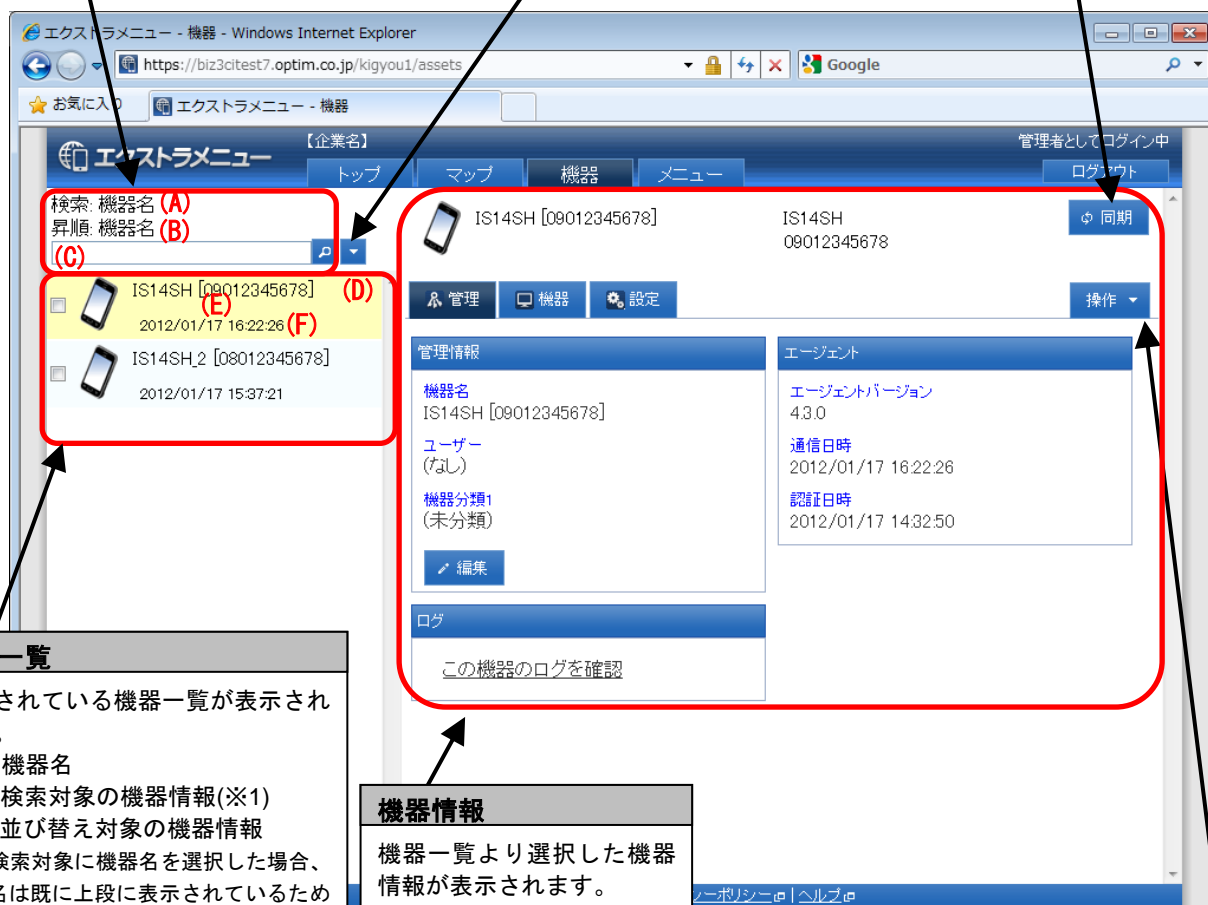 エクストラメニュー - 機器 - Windows Internet Explorer
https://biz3citest7.optim.co.jp/kigyou1/assets
Google
お気に入り
エクストラメニュー - 機器
エクストラメニュー
【企業名】
管理者としてログイン中
トップ
マップ
機器
メニュー
ログアウト
検索: 機器名 (A)
昇順: 機器名 (B)
(C)
(D)
IS14SH [09012345678]
(E)
2012/01/17 16:22:26 (F)
IS14SH_2 [08012345678]
2012/01/17 15:37:21
IS14SH [09012345678]
IS14SH
09012345678
同期
管理
機器
設定
操作
管理情報
機器名
IS14SH [09012345678]
ユーザー
(なし)
機器分類1
(未分類)
編集
エージェント
エージェントバージョン
4.3.0
通信日時
2012/01/17 16:22:26
認証日時
2012/01/17 14:32:50
ログ
この機器のログを確認
一覧
されている機器一覧が表示され
機器名
検索対象の機器情報(※1)
並び替え対象の機器情報
検索対象に機器名を選択した場合、
名は既に上段に表示されているため
機器情報
機器一覧より選択した機器
情報が表示されます。
シーポリシー | ヘルプ